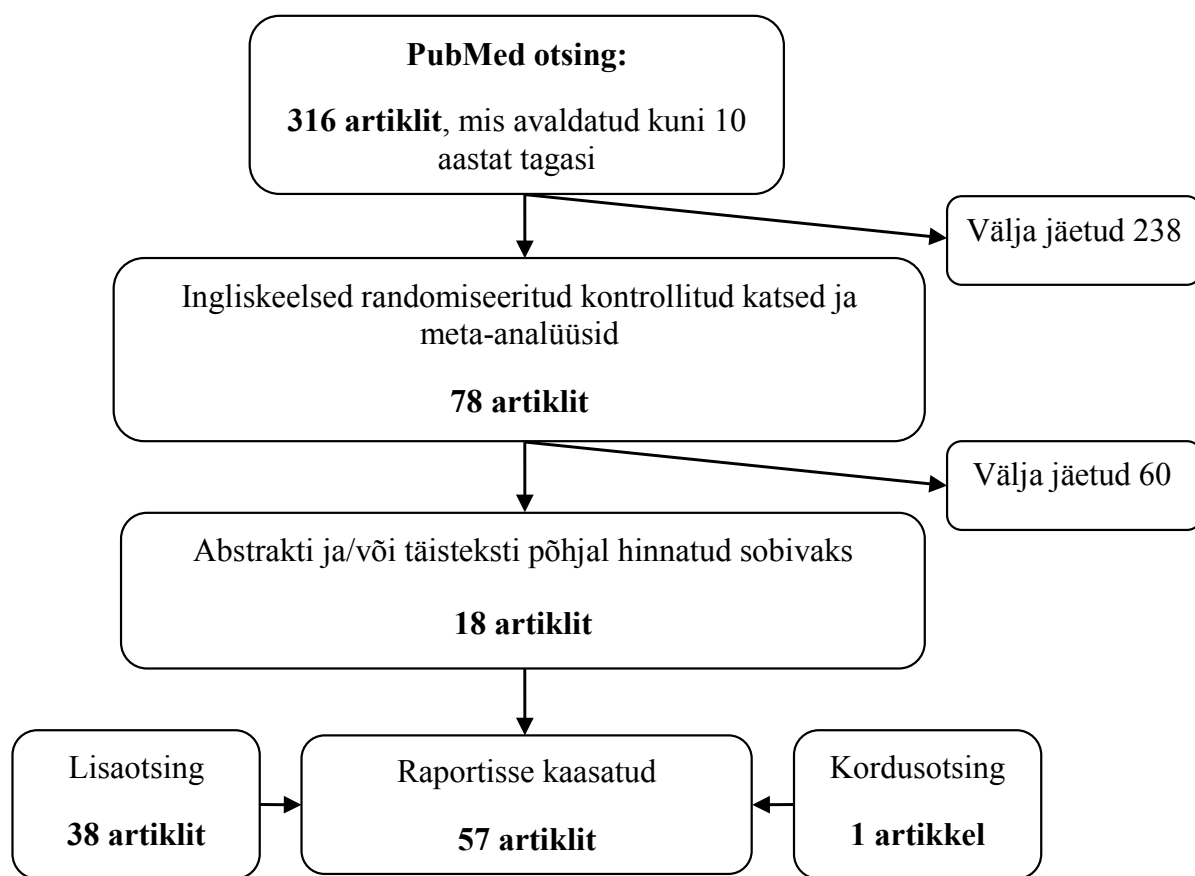 PubMed otsing:
316 artiklit, mis avaldatud kuni 10
aastat tagasi
Välja jäetud 238
Ingliskeelsed randomiseeritud kontrollitud katsed ja
meta-analüüsid
78 artiklit
Välja jäetud 60
Abstrakti ja/või täisteksti põhjal hinnatud sobivaks
18 artiklit
Lisaotsing
38 artiklit
Raportisse kaasatud
57 artiklit
Kordusotsing
1 artikkel